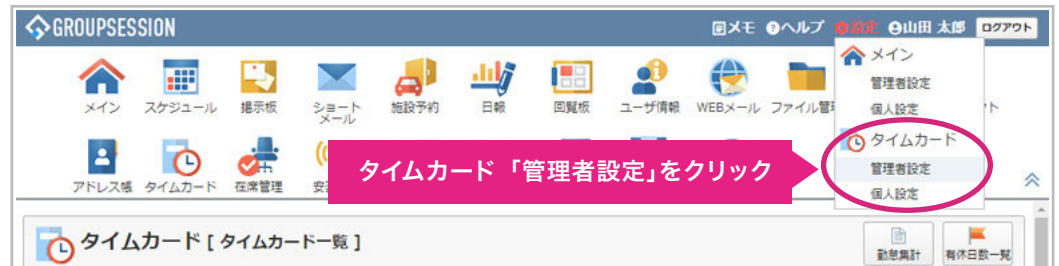 GROUPSESSION
メモ ヘルプ 設定 山田 太郎 ログアウト
メイン
管理者設定
個人設定
タイムカード
管理者設定
個人設定
メイン スケジュール 掲示板 ショートメール 施設予約 日報 回覧板 ユーザ情報 WEBメール ファイル管
アドレス帳 タイムカード 在席管理 安
タイムカード「管理者設定」をクリック
タイムカード [ タイムカード一覧 ]
勤怠集計 有休日数一覧